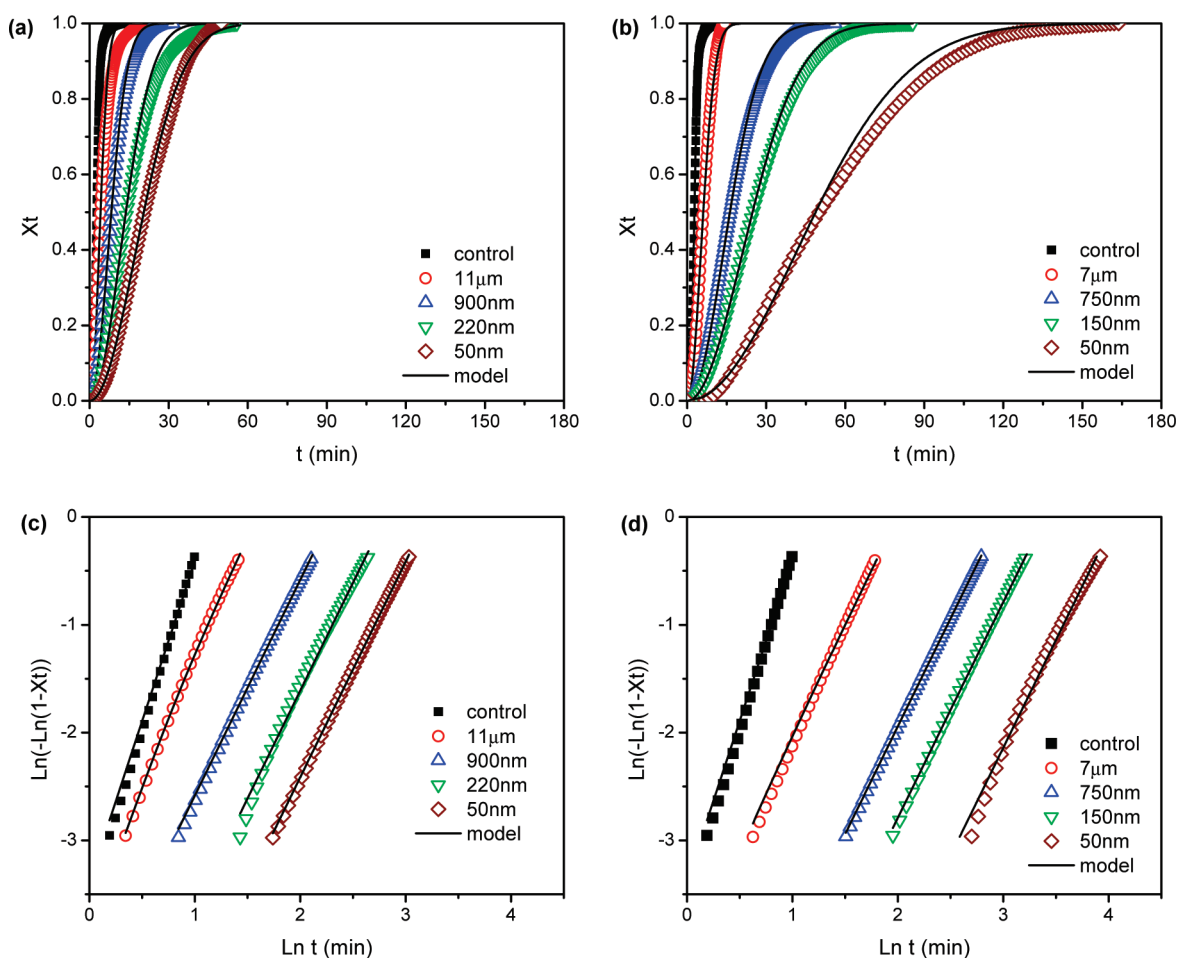 (a)
1.0
0.8
0.6
0.4
0.2
0.0
Xt
control
11μm
900nm
220nm
50nm
model
0 30 60 90 120 150 180
t (min)
(b)
1.0
0.8
0.6
0.4
0.2
0.0
Xt
control
7μm
750nm
150nm
50nm
model
0 30 60 90 120 150 180
t (min)
(c)
0
-1
-2
-3
Ln(-Ln(1-Xt))
control
11μm
900nm
220nm
50nm
model
0 1 2 3 4
Ln t (min)
(d)
0
-1
-2
-3
Ln(-Ln(1-Xt))
control
7μm
750nm
150nm
50nm
model
0 1 2 3 4
Ln t (min)